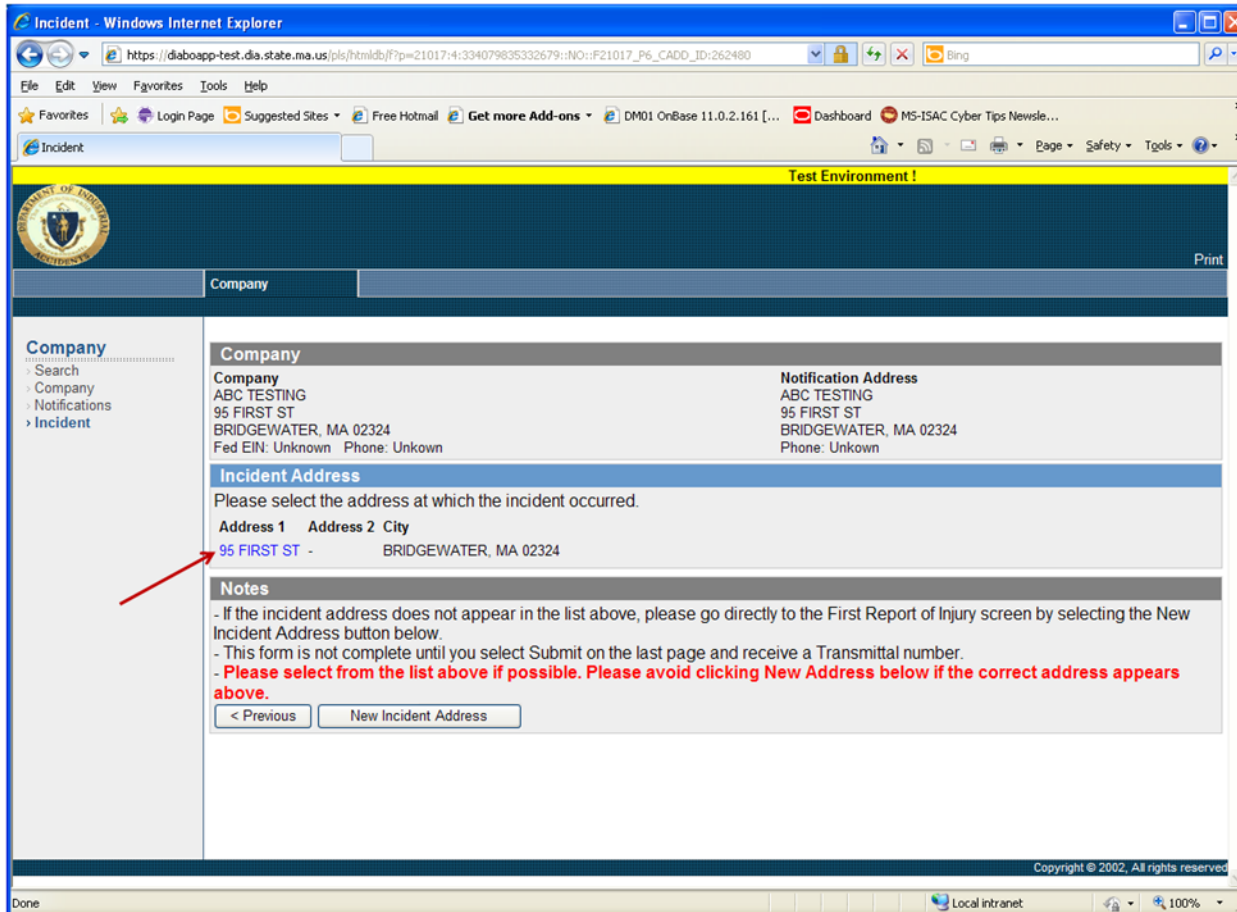 Incident - Windows Internet Explorer
https://diaboapp-test.dia.state.ma.us/pls/htmldb/f?p=21017:4:334079835332679::NO::F21017_P6_CADD_ID:262480
Bing
File Edit View Favorites Tools Help
Favorites Login Page Suggested Sites Free Hotmail Get more Add-ons DM01 OnBase 11.0.2.161 [... Dashboard MS-ISAC Cyber Tips Newsle...
Incident
Page Safety Tools
Test Environment !
DEPARTMENT OF INDUSTRIAL
ACCIDENTS
Print
Company
Company
Search
Company
Notifications
Incident
Company
Company Notification Address
ABC TESTING ABC TESTING
95 FIRST ST 95 FIRST ST
BRIDGEWATER, MA 02324 BRIDGEWATER, MA 02324
Fed EIN: Unknown Phone: Unkown Phone: Unkown
Incident Address
Please select the address at which the incident occurred.
Address 1 Address 2 City
95 FIRST ST - BRIDGEWATER, MA 02324
Notes
- If the incident address does not appear in the list above, please go directly to the First Report of Injury screen by selecting the New
Incident Address button below.
- This form is not complete until you select Submit on the last page and receive a Transmittal number.
- Please select from the list above if possible. Please avoid clicking New Address below if the correct address appears
above.
< Previous New Incident Address
Copyright © 2002, All rights reserved
Done Local intranet 100%